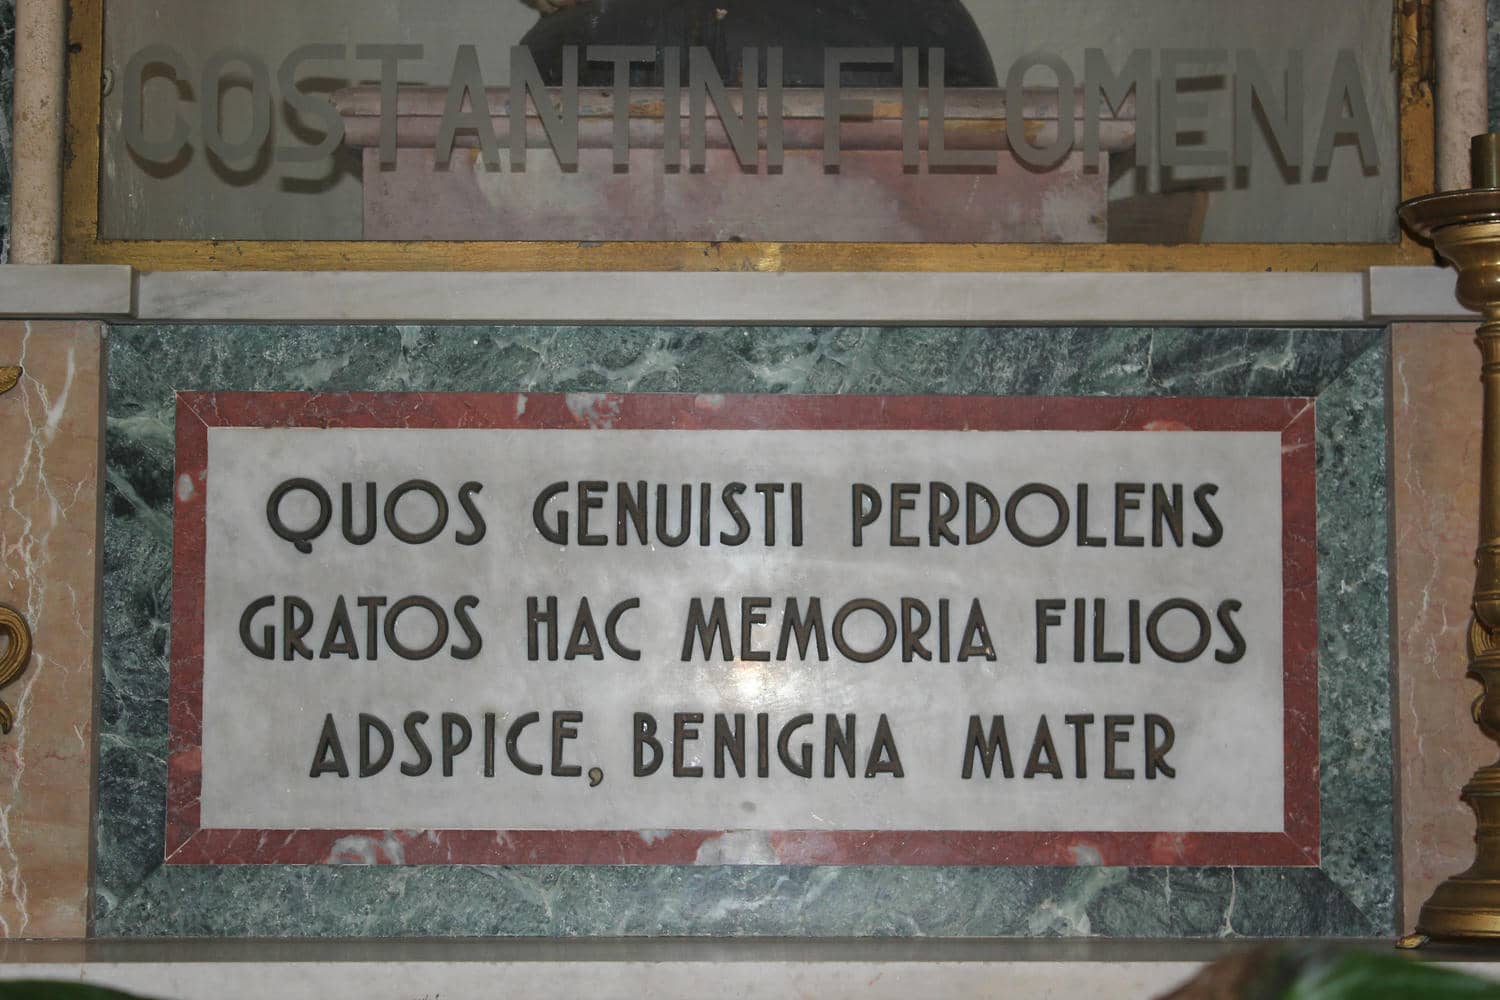 COSTANTINI FILOMENA
QUOS GENUISTI PERDOLENS
GRATOS HAC MEMORIA FILIOS
ADSPICE, BENIGNA MATER